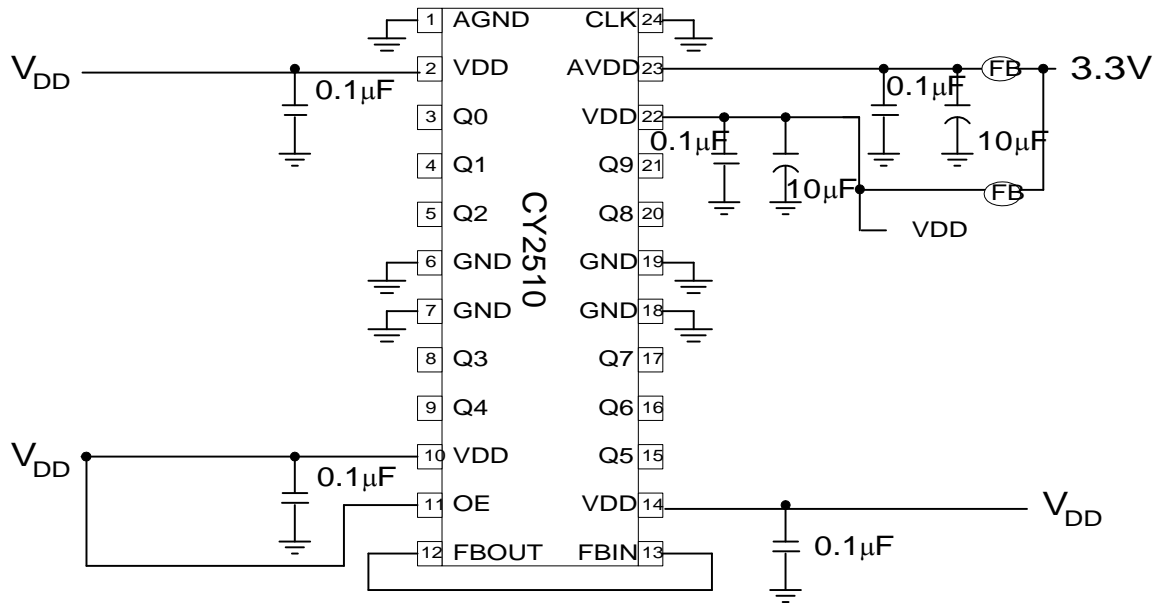 1 AGND CLK 24
VDD 2 VDD AVDD 23 FB 3.3V
0.1µF 0.1µF
3 Q0 VDD 22 10µF
0.1µF
4 Q1 Q9 21
10µF FB
5 Q2 Q8 20
VDD
CY2510
6 GND GND 19
7 GND GND 18
8 Q3 Q7 17
9 Q4 Q6 16
VDD 10 VDD Q5 15
0.1µF
11 OE VDD 14 VDD
12 FBOUT FBIN 13 0.1µF